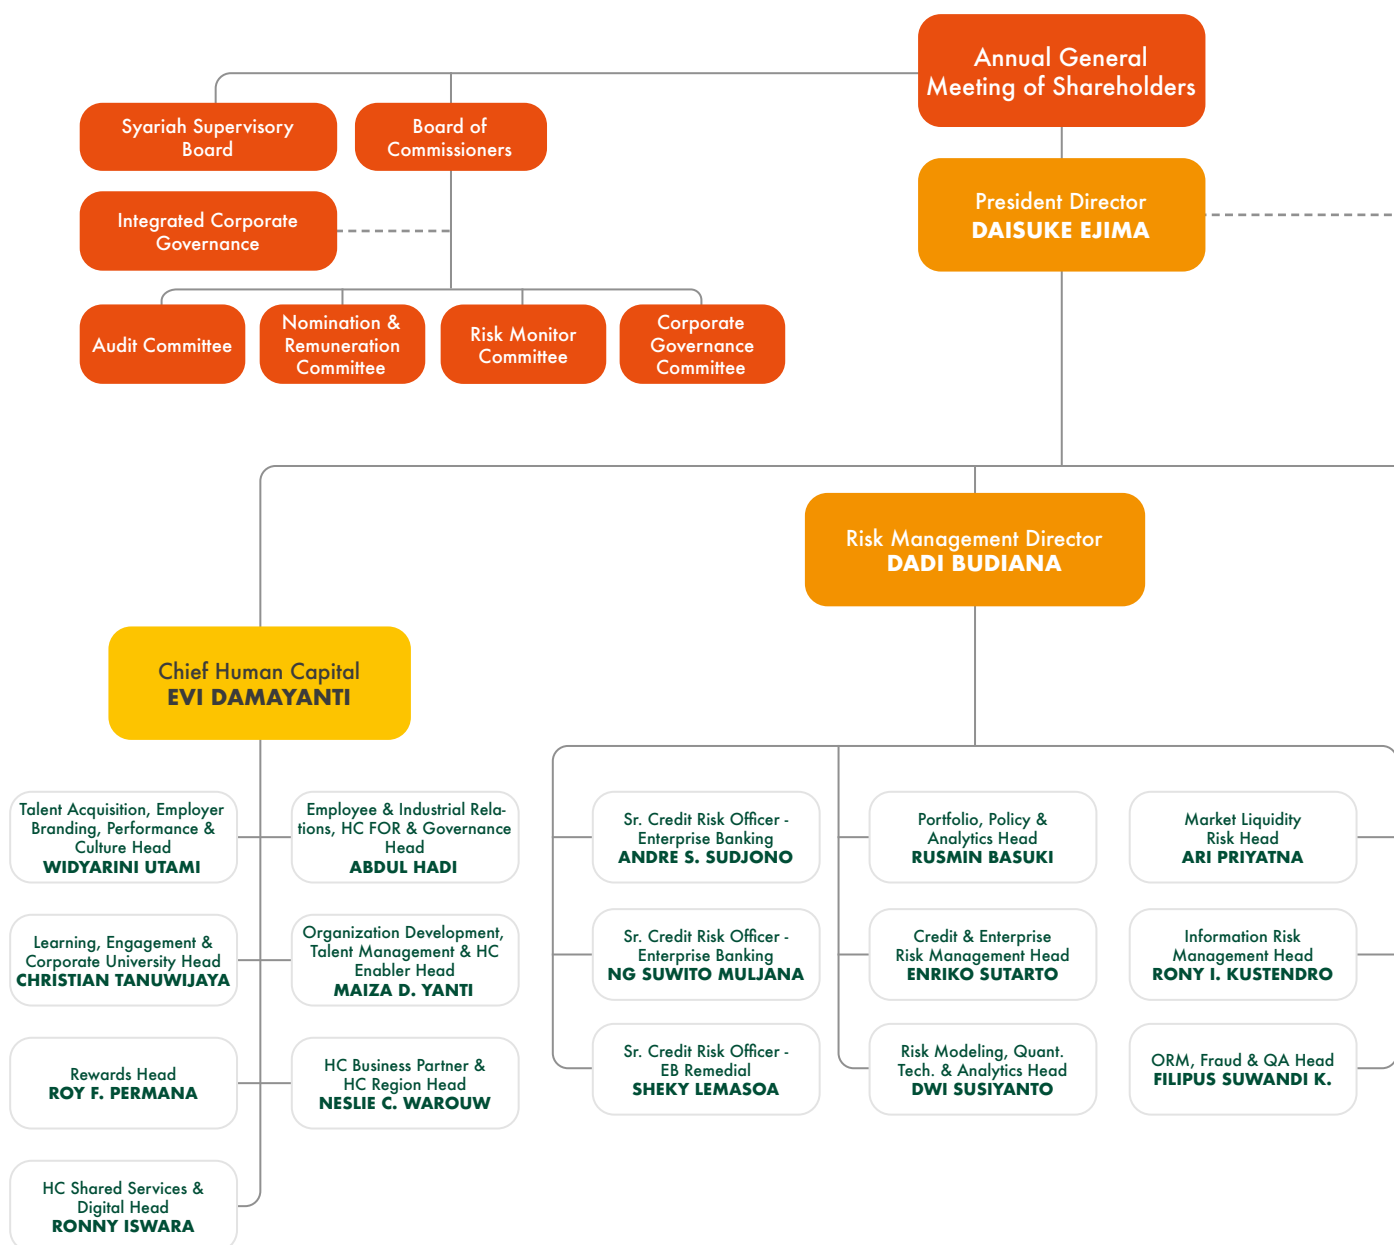 Annual General
Meeting of Shareholders
Syariah Supervisory
Board
Board of
Commissioners
President Director
DAISUKE EJIMA
Integrated Corporate
Governance
Audit Committee
Nomination &
Remuneration
Committee
Risk Monitor
Committee
Corporate
Governance
Committee
Risk Management Director
DADI BUDIANA
Chief Human Capital
EVI DAMAYANTI
Talent Acquisition, Employer
Branding, Performance &
Culture Head
WIDYARINI UTAMI
Employee & Industrial Rela-
tions, HC FOR & Governance
Head
ABDUL HADI
Sr. Credit Risk Officer -
Enterprise Banking
ANDRE S. SUDJONO
Portfolio, Policy &
Analytics Head
RUSMIN BASUKI
Market Liquidity
Risk Head
ARI PRIYATNA
Learning, Engagement &
Corporate University Head
CHRISTIAN TANUWIJAYA
Organization Development,
Talent Management & HC
Enabler Head
MAIZA D. YANTI
Sr. Credit Risk Officer -
Enterprise Banking
NG SUWITO MULJANA
Credit & Enterprise
Risk Management Head
ENRIKO SUTARTO
Information Risk
Management Head
RONY I. KUSTENDRO
Rewards Head
ROY F. PERMANA
HC Business Partner &
HC Region Head
NESLIE C. WAROUW
Sr. Credit Risk Officer -
EB Remedial
SHEKY LEMASOA
Risk Modeling, Quant.
Tech. & Analytics Head
DWI SUSIYANTO
ORM, Fraud & QA Head
FILIPUS SUWANDI K.
HC Shared Services &
Digital Head
RONNY ISWARA